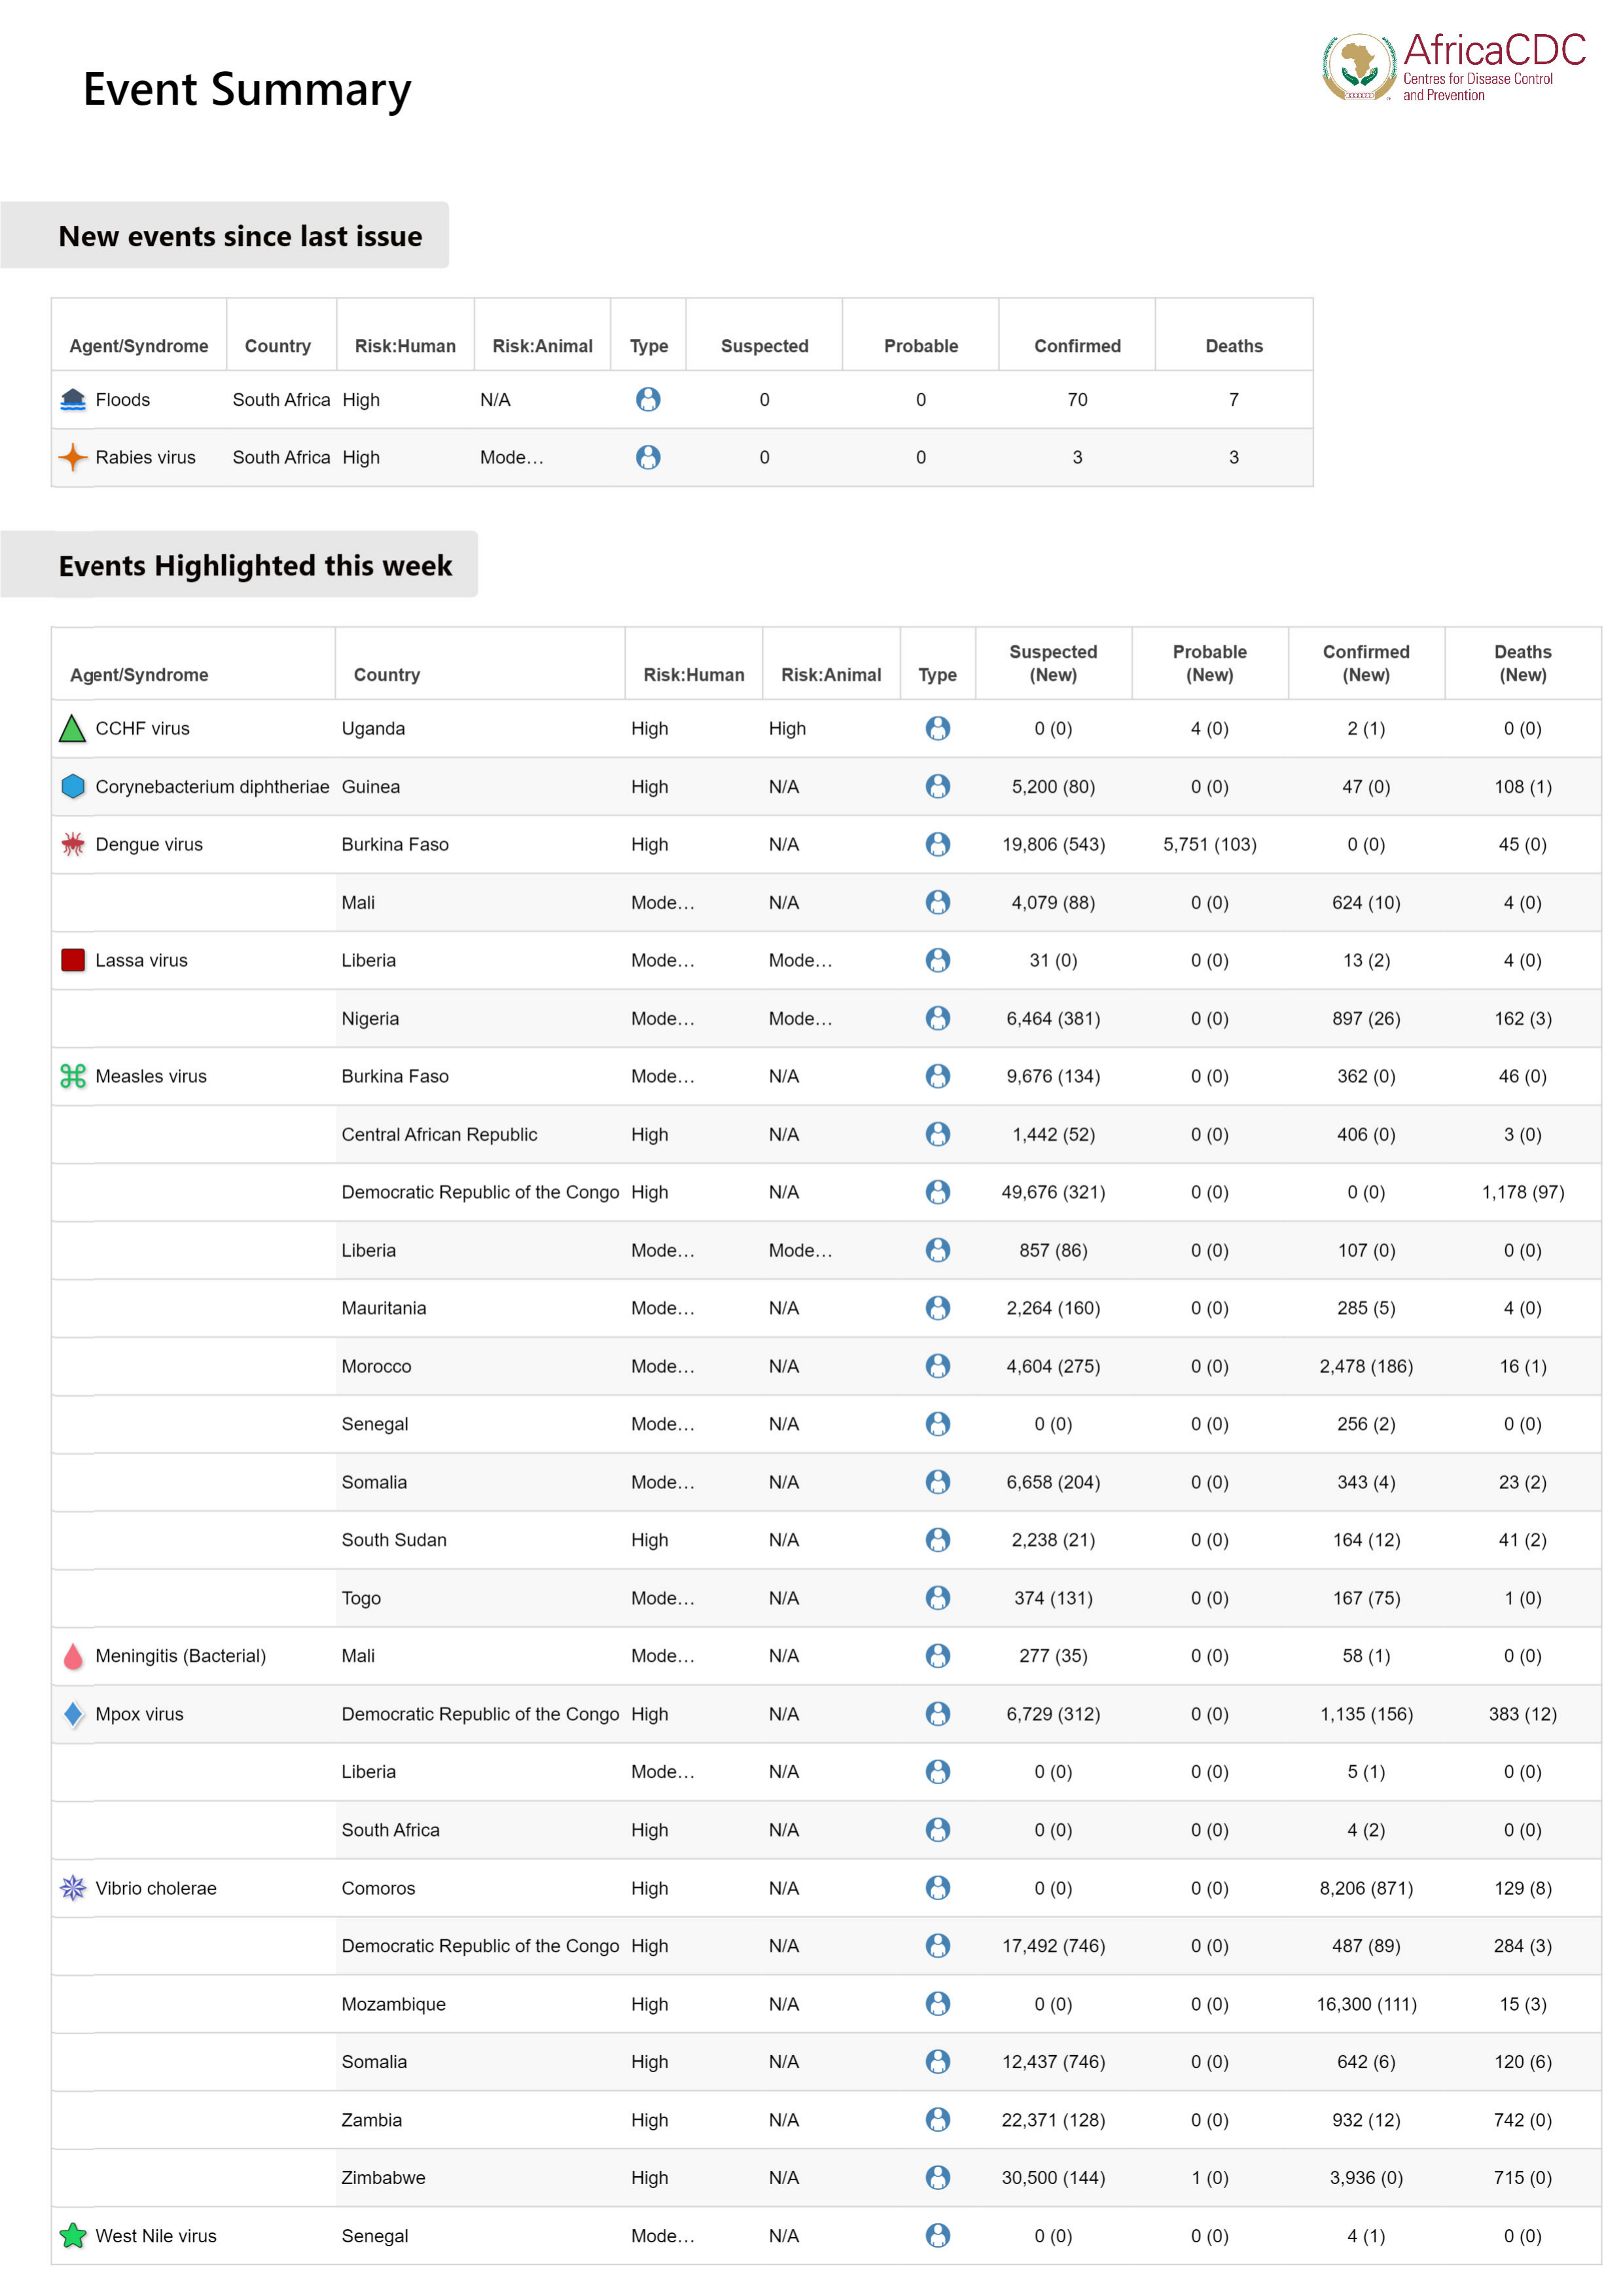 AfricaCDC
Centres for Disease Control
and Prevention
Event Summary
New events since last issue
Agent/Syndrome Country Risk:Human Risk:Animal Type Suspected Probable Confirmed Deaths
Floods South Africa High N/A 0 0 70 7
Rabies virus South Africa High Mode... 0 0 3 3
Events Highlighted this week
Agent/Syndrome Country Risk:Human Risk:Animal Type Suspected (New) Probable (New) Confirmed (New) Deaths (New)
CCHF virus Uganda High High 0 (0) 4 (0) 2 (1) 0 (0)
Corynebacterium diphtheriae Guinea High N/A 5,200 (80) 0 (0) 47 (0) 108 (1)
Dengue virus Burkina Faso High N/A 19,806 (543) 5,751 (103) 0 (0) 45 (0)
Mali Mode... N/A 4,079 (88) 0 (0) 624 (10) 4 (0)
Lassa virus Liberia Mode... Mode... 31 (0) 0 (0) 13 (2) 4 (0)
Nigeria Mode... Mode... 6,464 (381) 0 (0) 897 (26) 162 (3)
Measles virus Burkina Faso Mode... N/A 9,676 (134) 0 (0) 362 (0) 46 (0)
Central African Republic High N/A 1,442 (52) 0 (0) 406 (0) 3 (0)
Democratic Republic of the Congo High N/A 49,676 (321) 0 (0) 0 (0) 1,178 (97)
Liberia Mode... Mode... 857 (86) 0 (0) 107 (0) 0 (0)
Mauritania Mode... N/A 2,264 (160) 0 (0) 285 (5) 4 (0)
Morocco Mode... N/A 4,604 (275) 0 (0) 2,478 (186) 16 (1)
Senegal Mode... N/A 0 (0) 0 (0) 256 (2) 0 (0)
Somalia Mode... N/A 6,658 (204) 0 (0) 343 (4) 23 (2)
South Sudan High N/A 2,238 (21) 0 (0) 164 (12) 41 (2)
Togo Mode... N/A 374 (131) 0 (0) 167 (75) 1 (0)
Meningitis (Bacterial) Mali Mode... N/A 277 (35) 0 (0) 58 (1) 0 (0)
Mpox virus Democratic Republic of the Congo High N/A 6,729 (312) 0 (0) 1,135 (156) 383 (12)
Liberia Mode... N/A 0 (0) 0 (0) 5 (1) 0 (0)
South Africa High N/A 0 (0) 0 (0) 4 (2) 0 (0)
Vibrio cholerae Comoros High N/A 0 (0) 0 (0) 8,206 (871) 129 (8)
Democratic Republic of the Congo High N/A 17,492 (746) 0 (0) 487 (89) 284 (3)
Mozambique High N/A 0 (0) 0 (0) 16,300 (111) 15 (3)
Somalia High N/A 12,437 (746) 0 (0) 642 (6) 120 (6)
Zambia High N/A 22,371 (128) 0 (0) 932 (12) 742 (0)
Zimbabwe High N/A 30,500 (144) 1 (0) 3,936 (0) 715 (0)
West Nile virus Senegal Mode... N/A 0 (0) 0 (0) 4 (1) 0 (0)